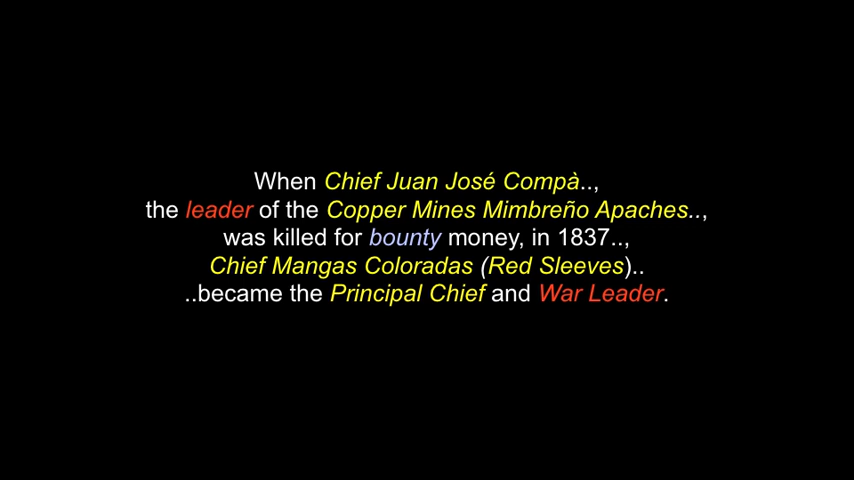 When Chief Juan José Compà..,
the leader of the Copper Mines Mimbreño Apaches..,
was killed for bounty money, in 1837..,
Chief Mangas Coloradas (Red Sleeves)..
..became the Principal Chief and War Leader.